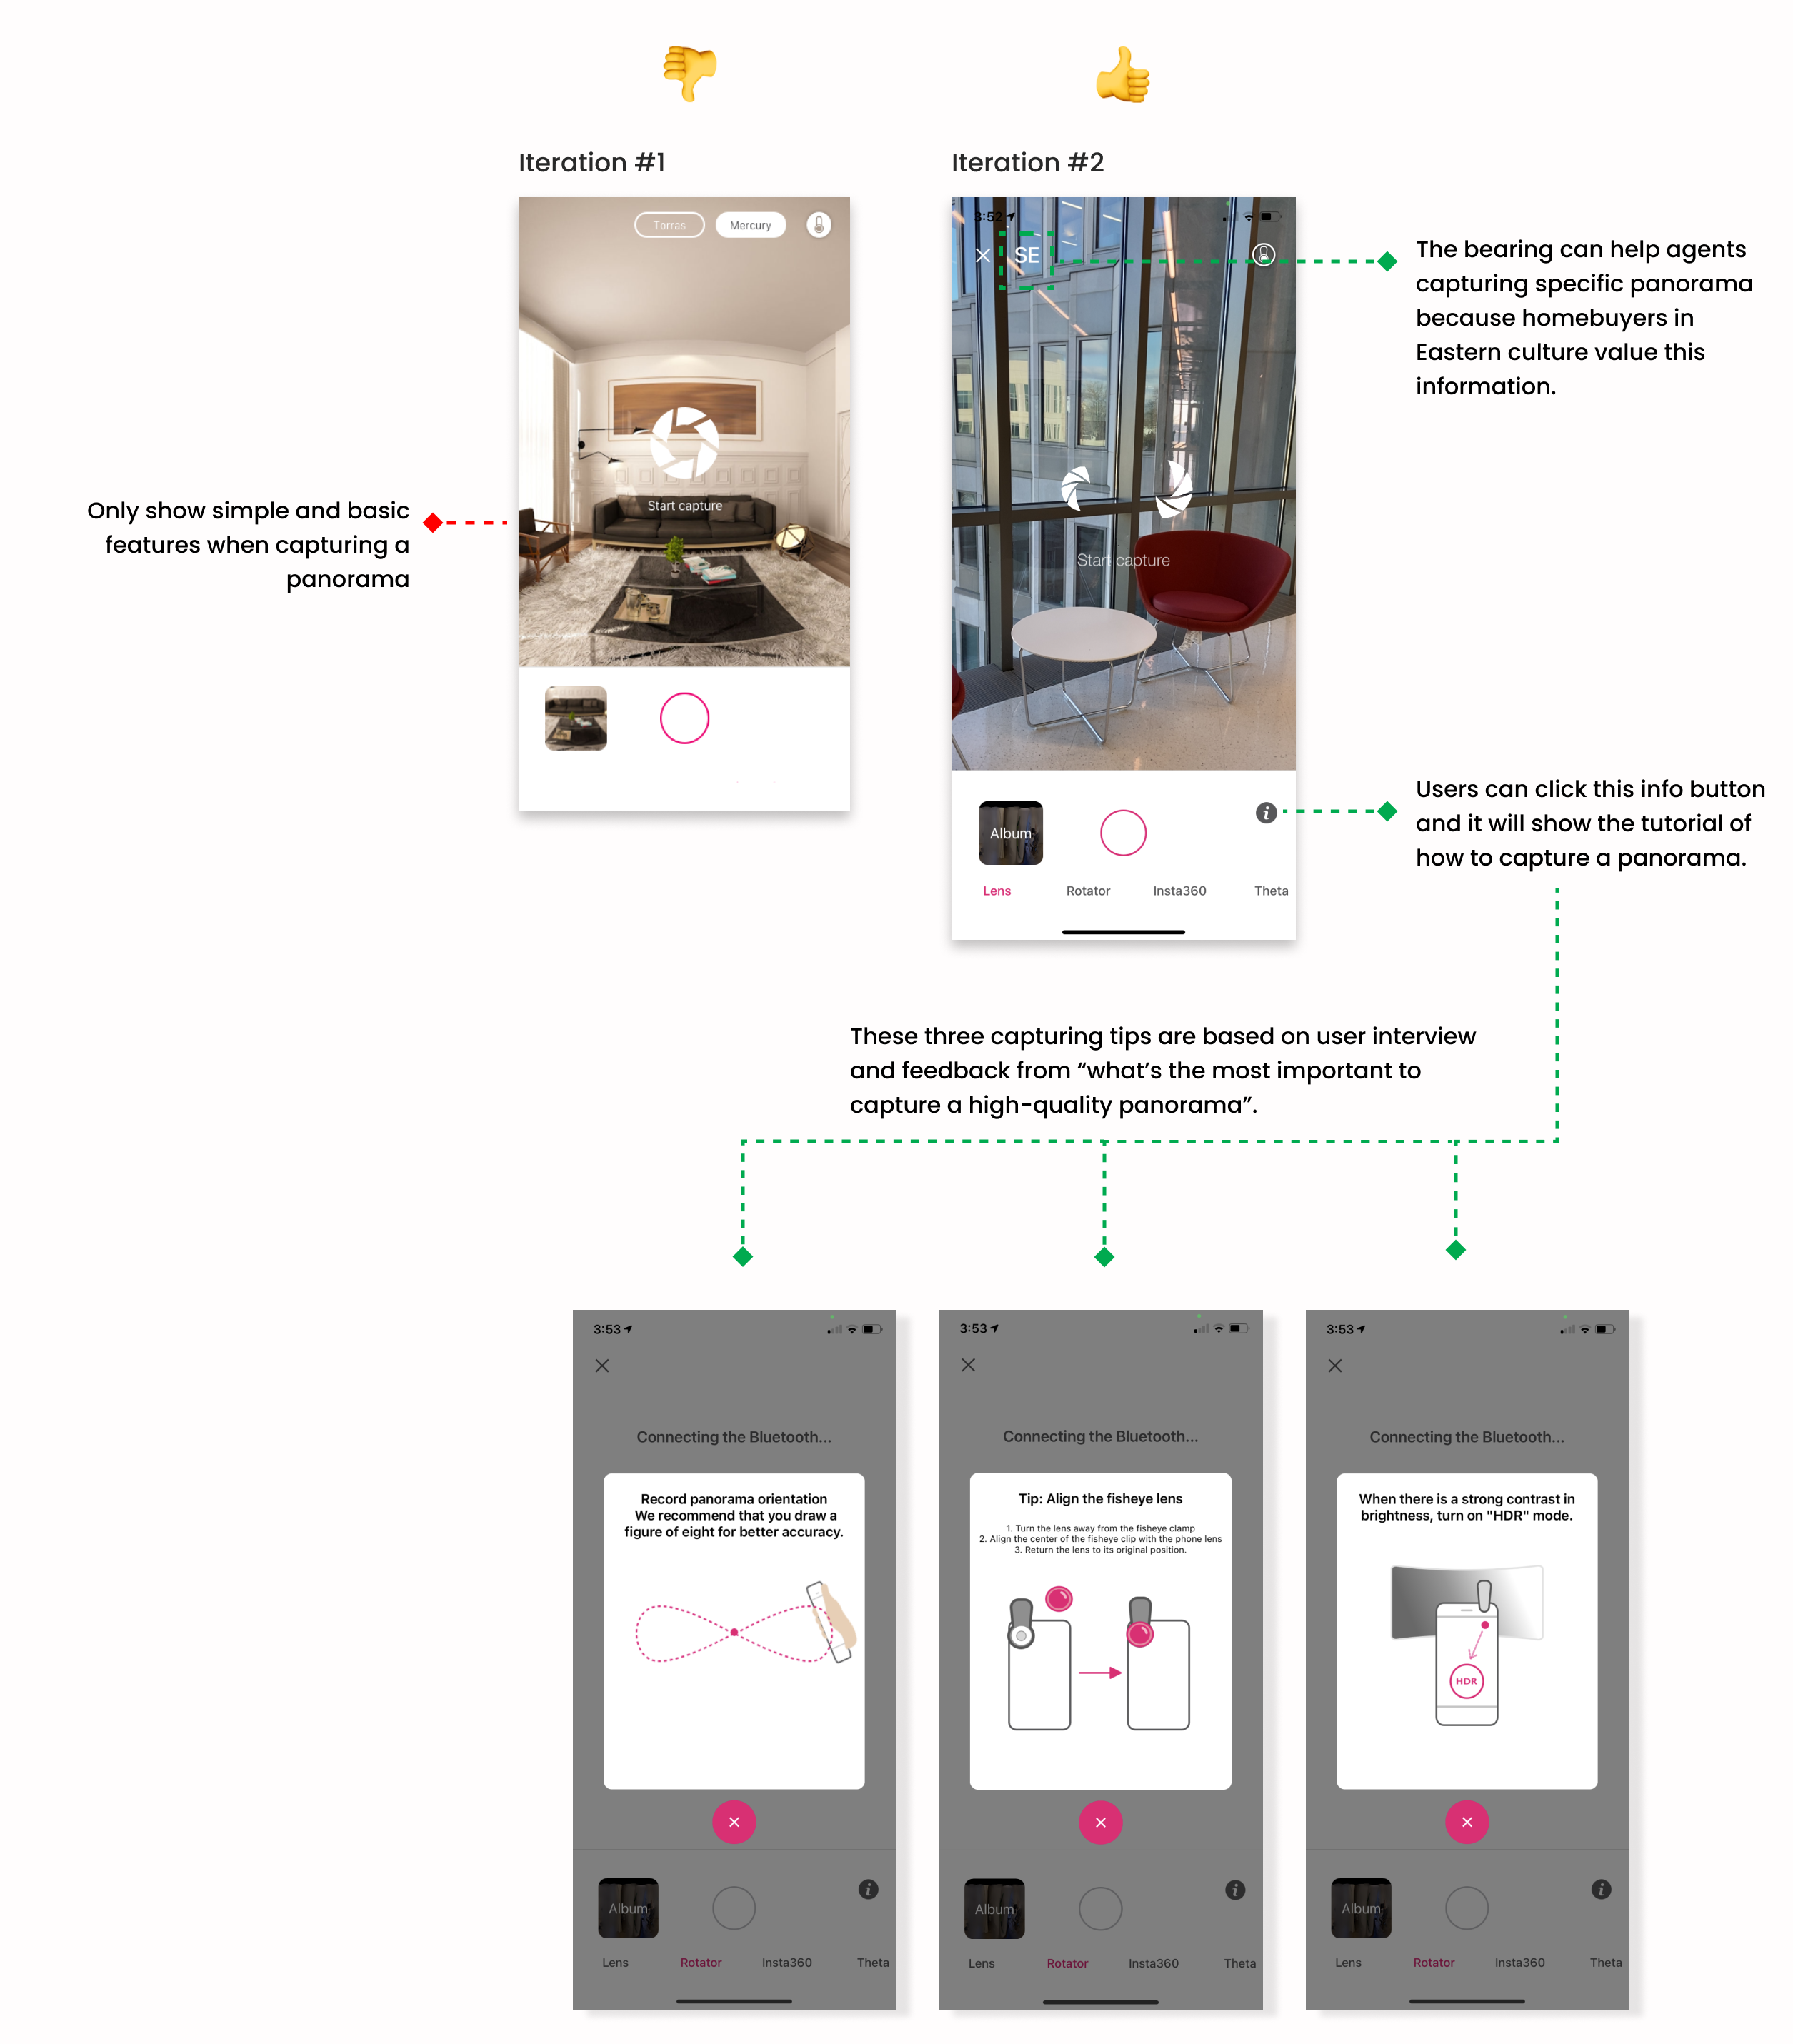 Iteration #1
Iteration #2
Torras
Mercury
Start capture
Only show simple and basic
features when capturing a
panorama
3:52
SE
Start capture
Album
Lens
Rotator
Insta360
Theta
The bearing can help agents
capturing specific panorama
because homebuyers in
Eastern culture value this
information.
Users can click this info button
and it will show the tutorial of
how to capture a panorama.
These three capturing tips are based on user interview
and feedback from “what's the most important to
capture a high-quality panorama”.
3:53
Connecting the Bluetooth...
Record panorama orientation
We recommend that you draw a
figure of eight for better accuracy.
Album
Lens
Rotator
Insta360
Theta
3:53
Connecting the Bluetooth...
Tip: Align the fisheye lens
1. Turn the lens away from the fisheye clamp
2. Align the center of the fisheye clip with the phone lens
3. Return the lens to its original position.
Album
Lens
Rotator
Insta360
Theta
3:53
Connecting the Bluetooth...
When there is a strong contrast in
brightness, turn on "HDR" mode.
HDR
Album
Lens
Rotator
Insta360
Theta